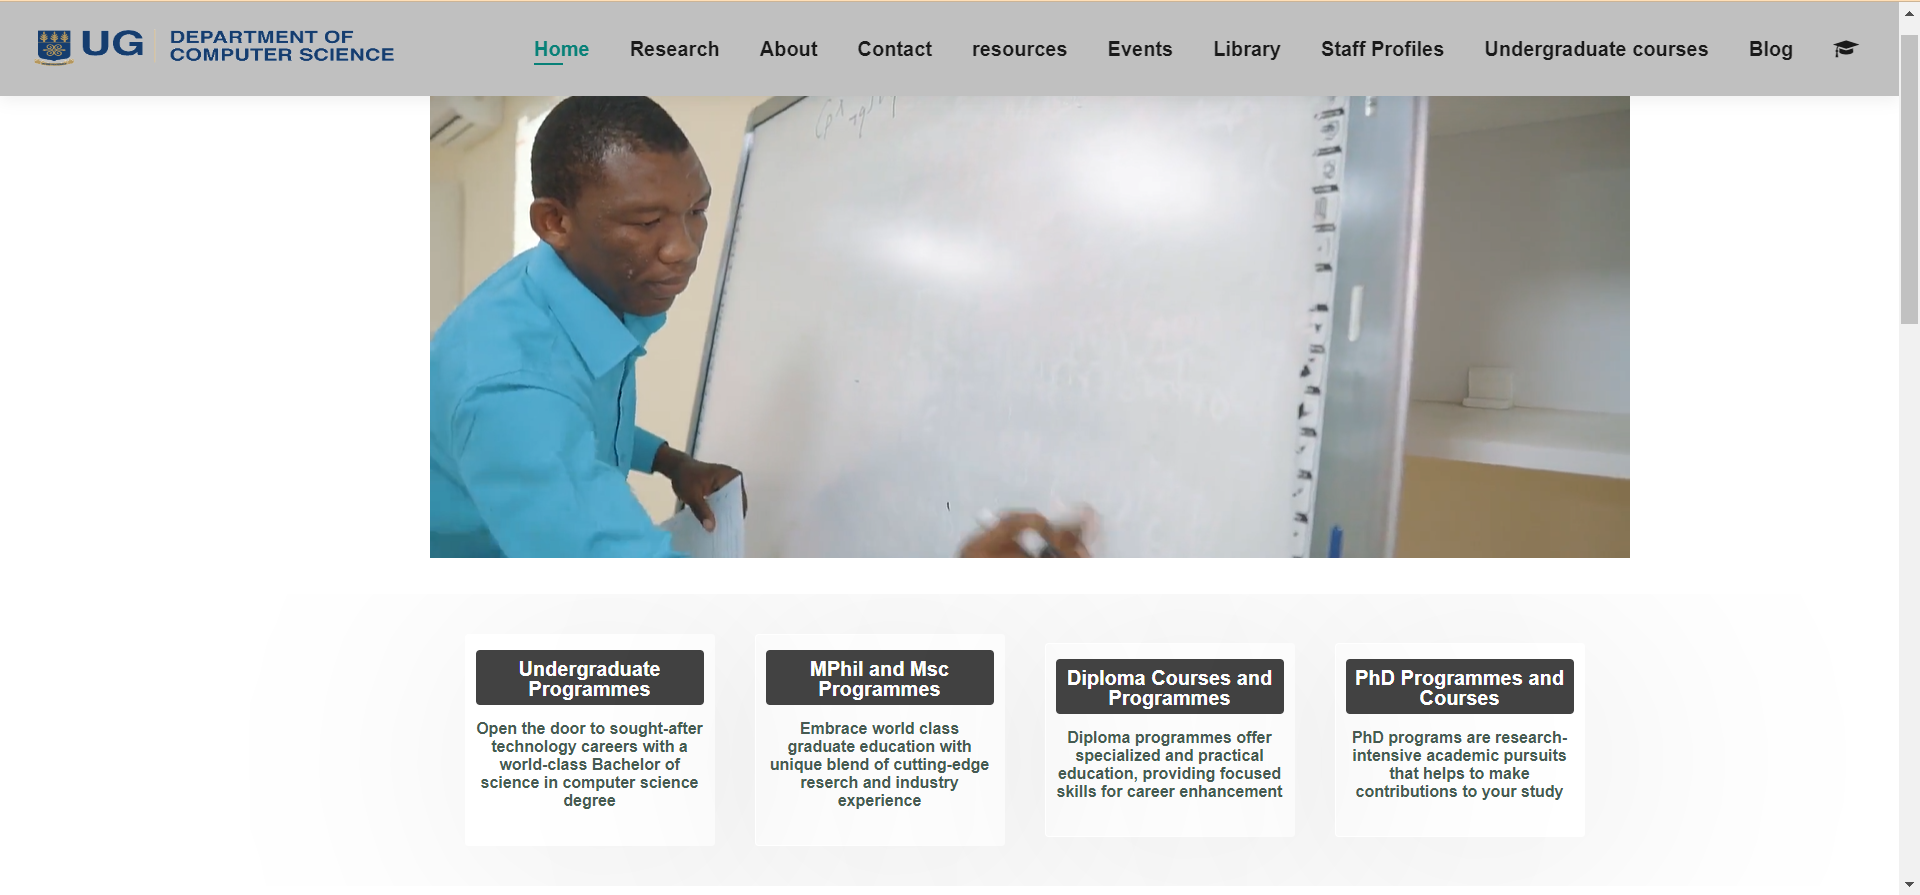 UG
DEPARTMENT OF
COMPUTER SCIENCE
Home Research About Contact resources Events Library Staff Profiles Undergraduate courses Blog
Undergraduate
Programmes
Open the door to sought-after
technology careers with a
world-class Bachelor of
science in computer science
degree
MPhil and Msc
Programmes
Embrace world class
graduate education with
unique blend of cutting-edge
reserch and industry
experience
Diploma Courses and
Programmes
Diploma programmes offer
specialized and practical
education, providing focused
skills for career enhancement
PhD Programmes and
Courses
PhD programs are research-
intensive academic pursuits
that helps to make
contributions to your study